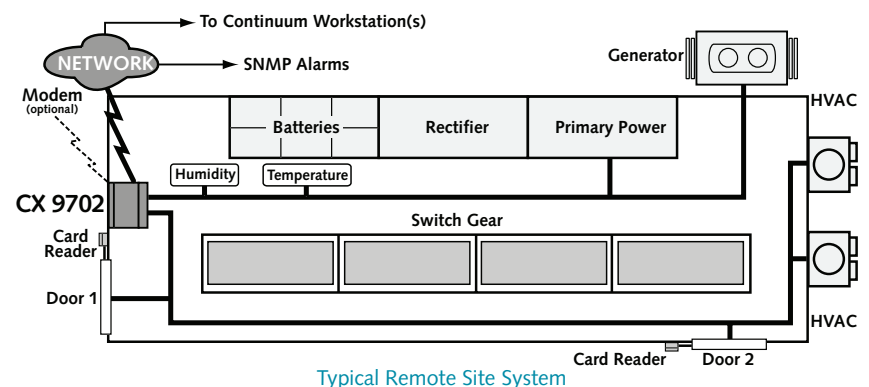 To Continuum Workstation(s)
NETWORK
SNMP Alarms
Generator
Modem
(optional)
HVAC
Batteries
Rectifier
Primary Power
Humidity
Temperature
CX 9702
Switch Gear
Card
Reader
Door 1
HVAC
Card Reader
Door 2
Typical Remote Site System